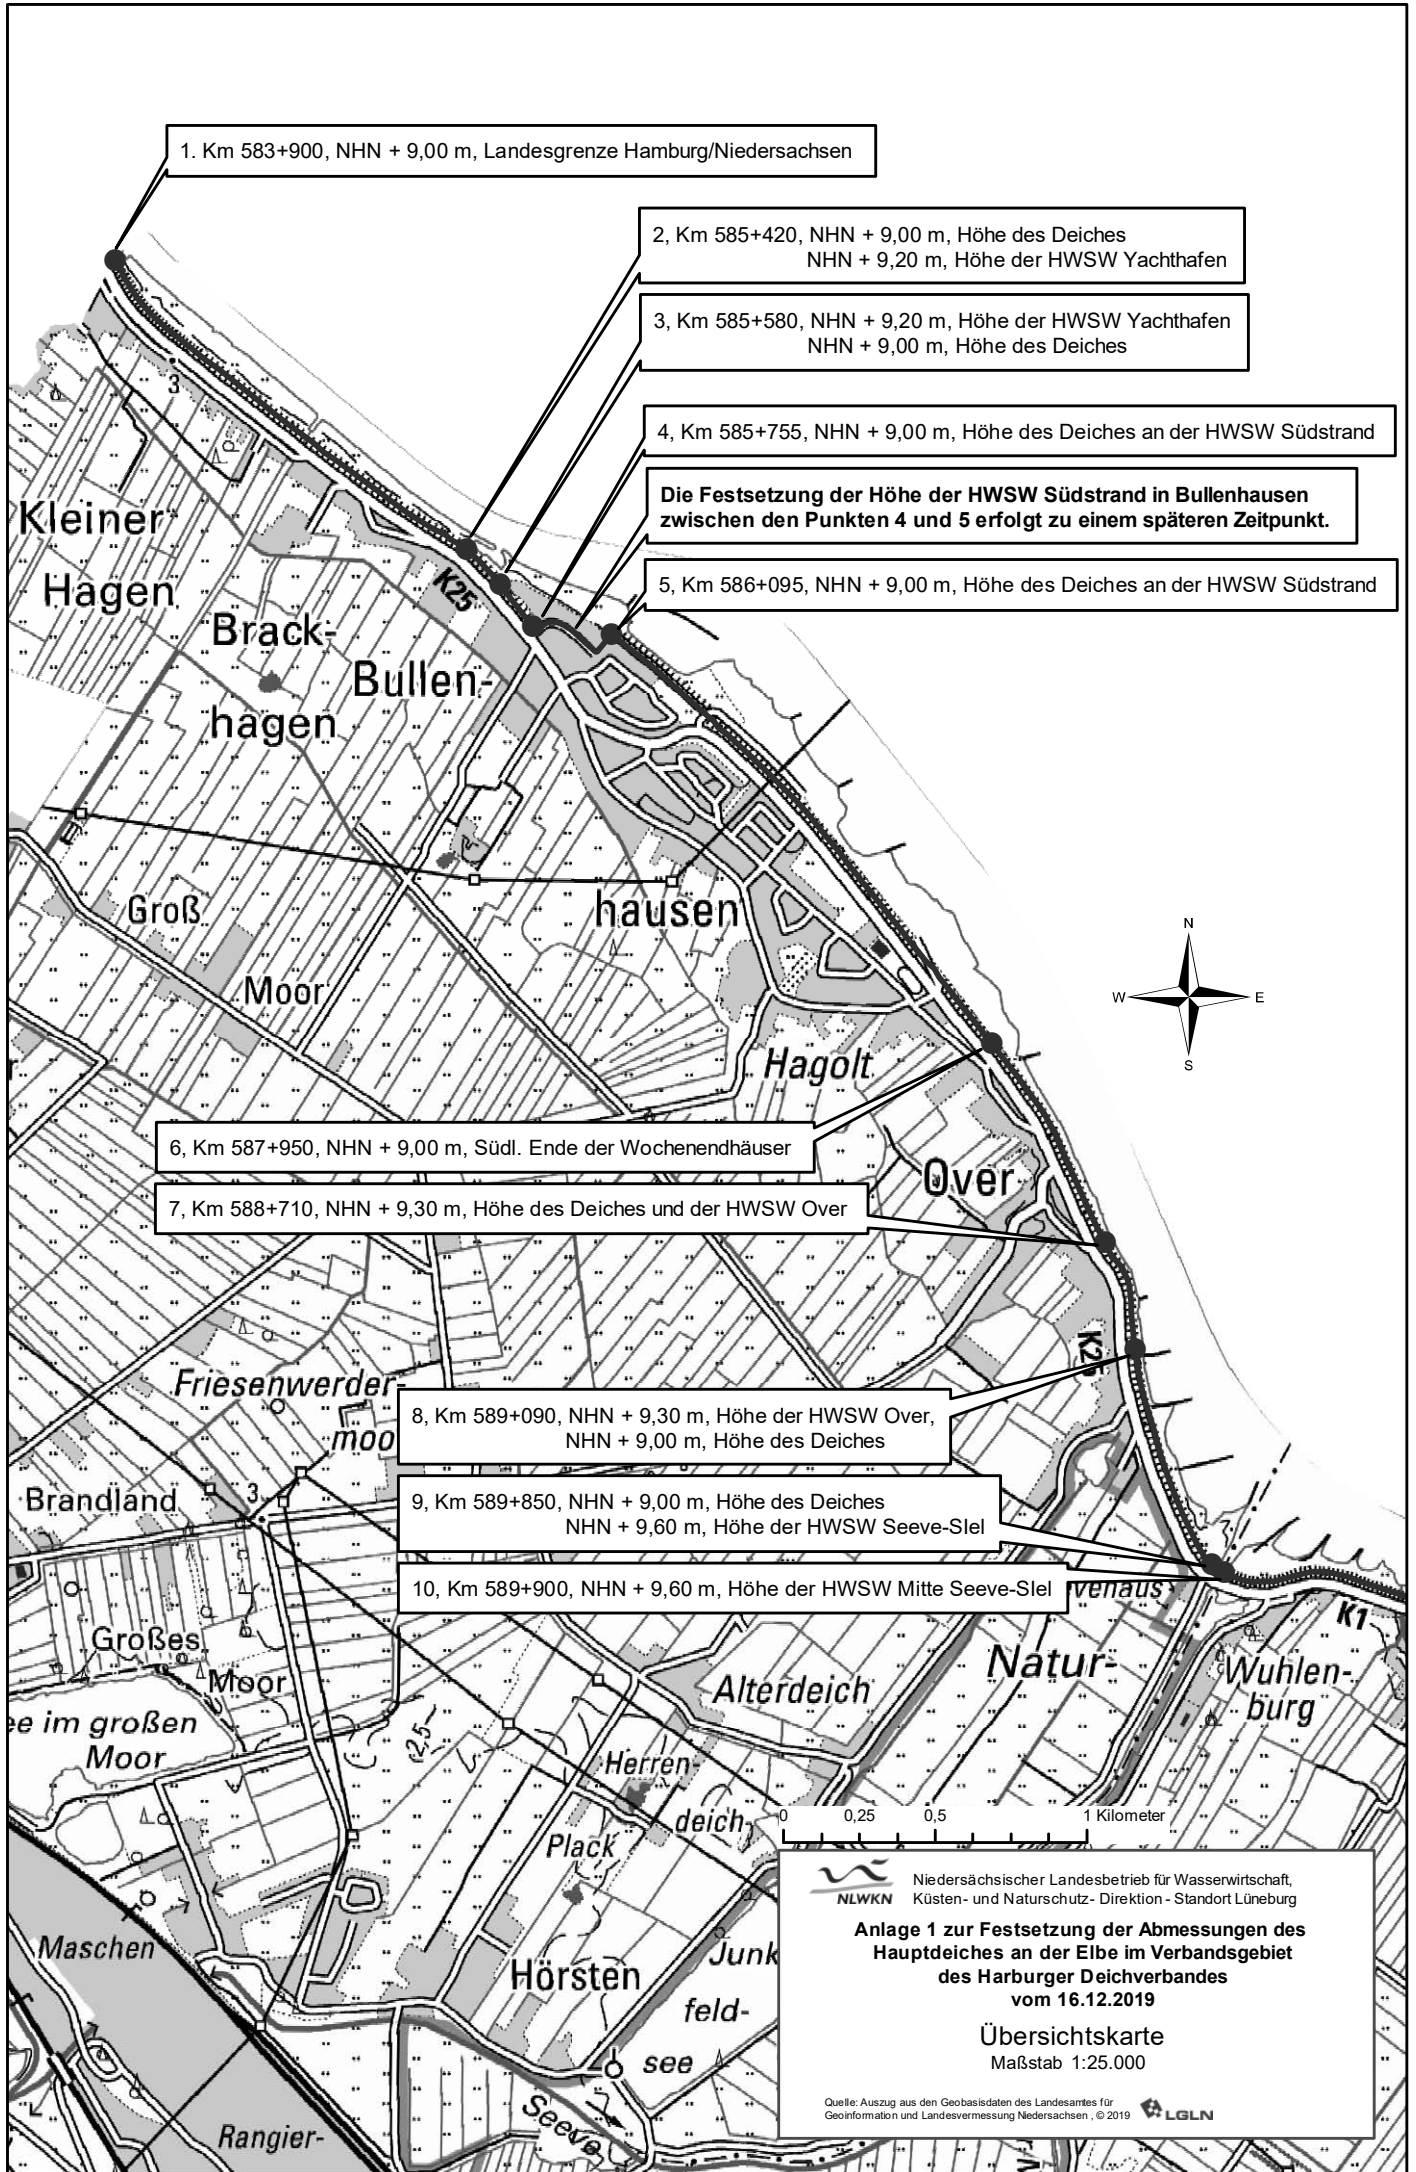 1. Km 583+900, NHN + 9,00 m, Landesgrenze Hamburg/Niedersachsen
2, Km 585+420, NHN + 9,00 m, Höhe des Deiches
NHN + 9,20 m, Höhe der HWSW Yachthafen
3, Km 585+580, NHN + 9,20 m, Höhe der HWSW Yachthafen
NHN + 9,00 m, Höhe des Deiches
3
4, Km 585+755, NHN + 9,00 m, Höhe des Deiches an der HWSW Südstrand
Die Festsetzung der Höhe der HWSW Südstrand in Bullenhausen
zwischen den Punkten 4 und 5 erfolgt zu einem späteren Zeitpunkt.
5, Km 586+095, NHN + 9,00 m, Höhe des Deiches an der HWSW Südstrand
Kleiner
Hagen
K25
Brack-
hagen
Bullen-
hausen
Groß
Moor
N
W
E
S
Hagolt
6, Km 587+950, NHN + 9,00 m, Südl. Ende der Wochenendhäuser
Over
7, Km 588+710, NHN + 9,30 m, Höhe des Deiches und der HWSW Over
K25
Friesenwerder-
moo
8, Km 589+090, NHN + 9,30 m, Höhe der HWSW Over,
NHN + 9,00 m, Höhe des Deiches
Brandland
3
9, Km 589+850, NHN + 9,00 m, Höhe des Deiches
NHN + 9,60 m, Höhe der HWSW Seeve-Slel
10, Km 589+900, NHN + 9,60 m, Höhe der HWSW Mitte Seeve-Slel
venaus
K1
Großes
Moor
Natur-
Wuhlen-
burg
Alterdeich
ee im großen
Moor
2,5
Herren-
deich
Plack
0 0,25 0,5 1 Kilometer
NLWKN
Niedersächsischer Landesbetrieb für Wasserwirtschaft,
Küsten- und Naturschutz- Direktion - Standort Lüneburg
Anlage 1 zur Festsetzung der Abmessungen des
Hauptdeiches an der Elbe im Verbandsgebiet
des Harburger Deichverbandes
vom 16.12.2019
Übersichtskarte
Maßstab 1:25.000
Quelle: Auszug aus den Geobasisdaten des Landesamtes für
Geoinformation und Landesvermessung Niedersachsen , © 2019
LGLN
Maschen
Hörsten
Junk
feld-
see
Seeve
Rangier-